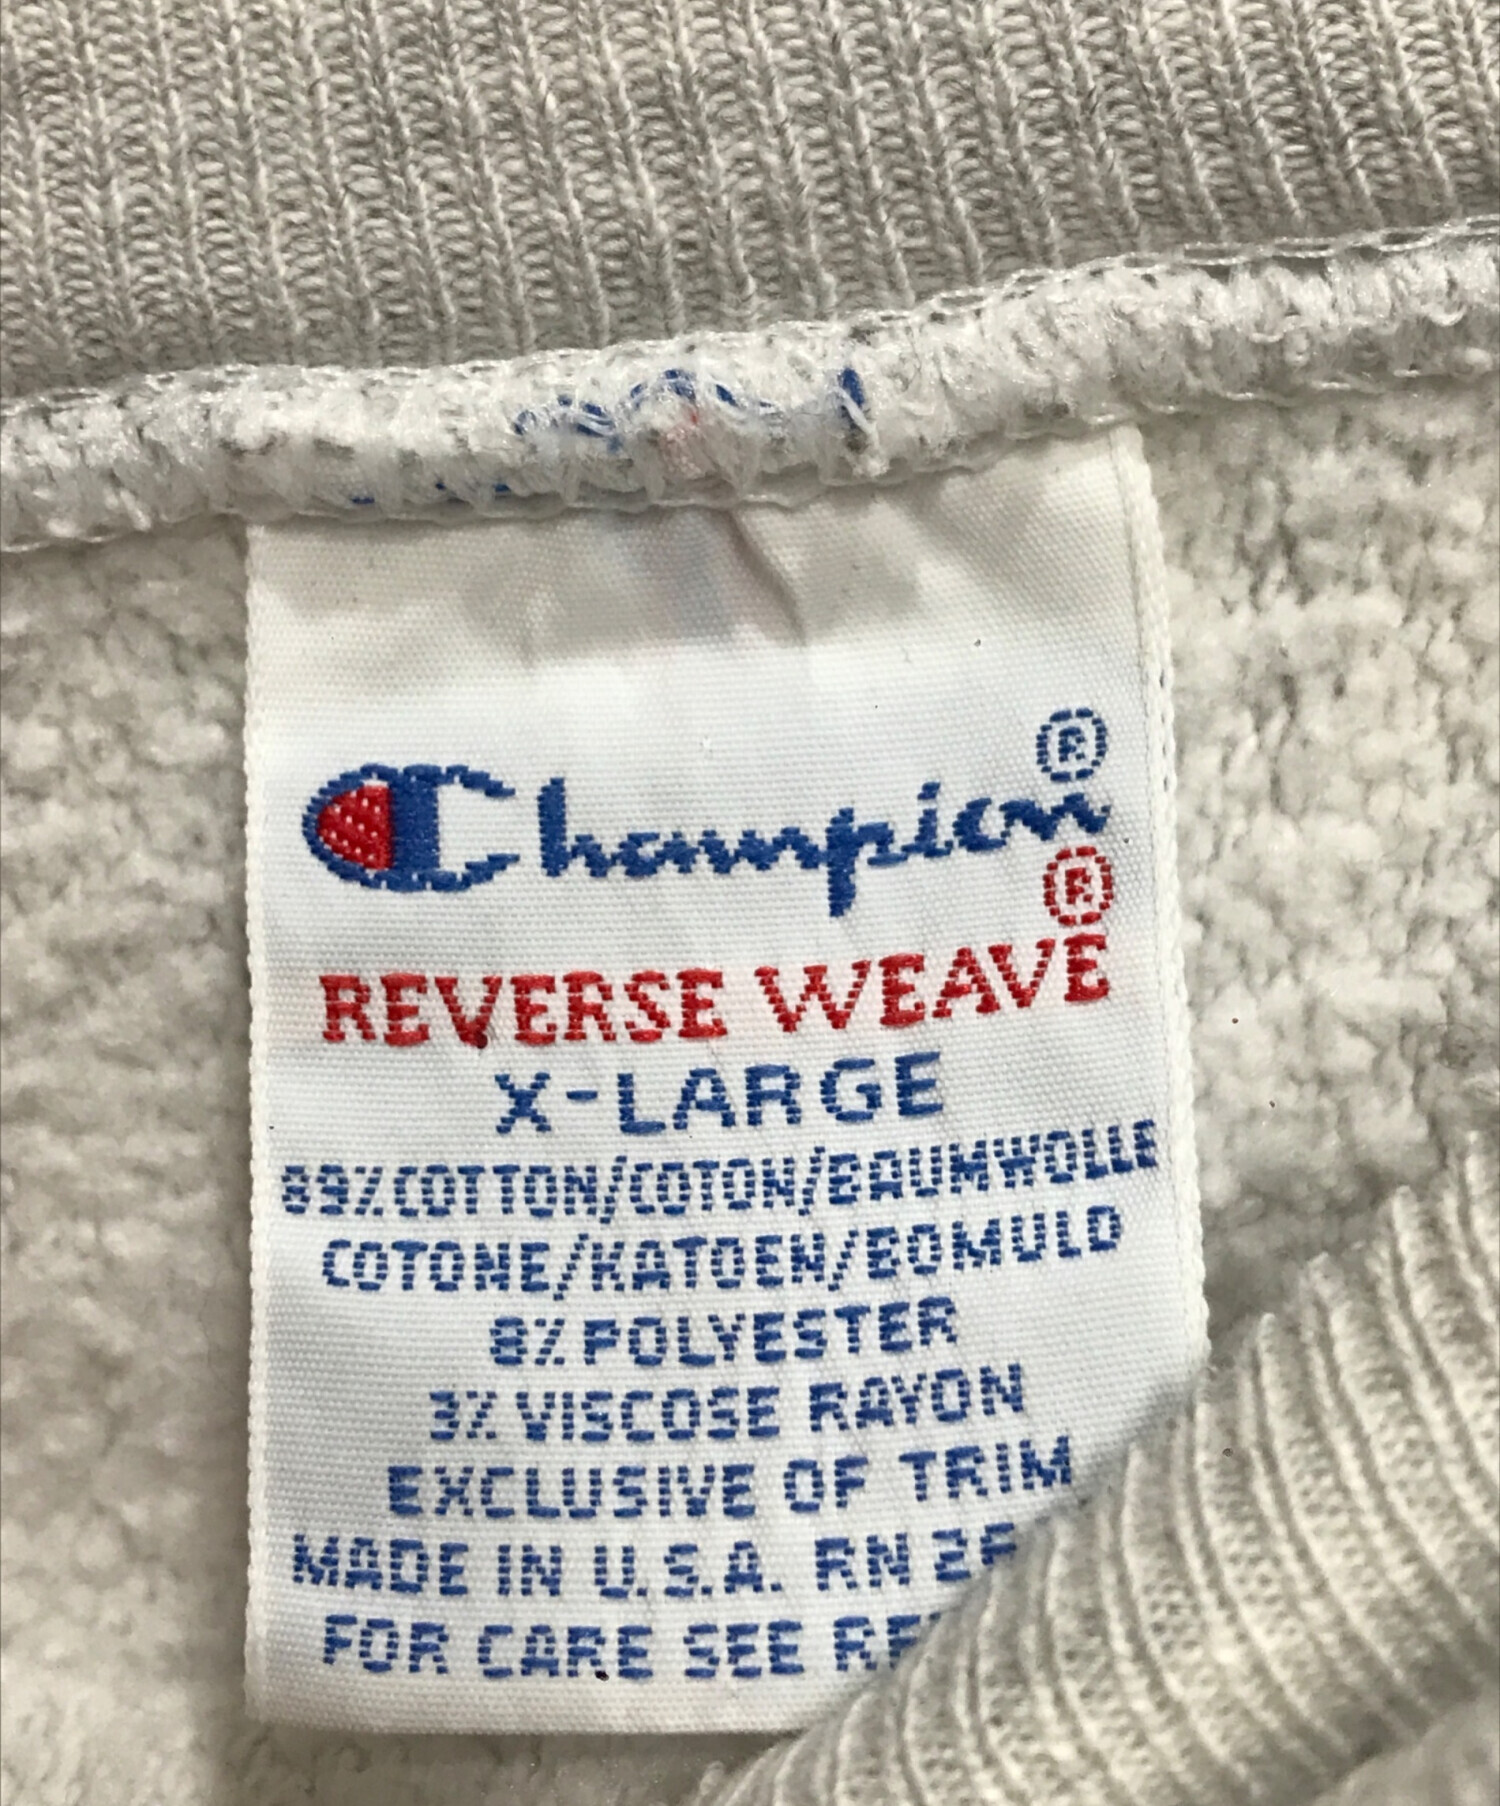 Champion®
REVERSE WEAVE®
X-LARGE
89% COTTON/COTON/BAUMWOLLE
COTONE/KATOEN/BOMULD
8% POLYESTER
3% VISCOSE RAYON
EXCLUSIVE OF TRIM
MADE IN U.S.A. RN
FOR CARE SEE